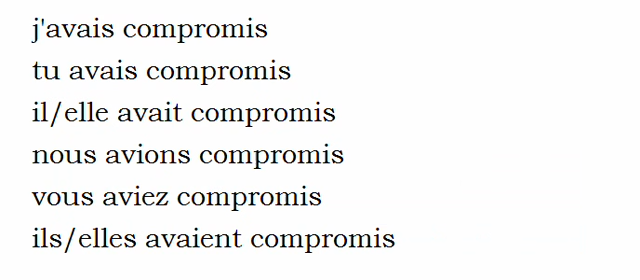 j'avais compromis
tu avais compromis
il/elle avait compromis
nous avions compromis
vous aviez compromis
ils/elles avaient compromis